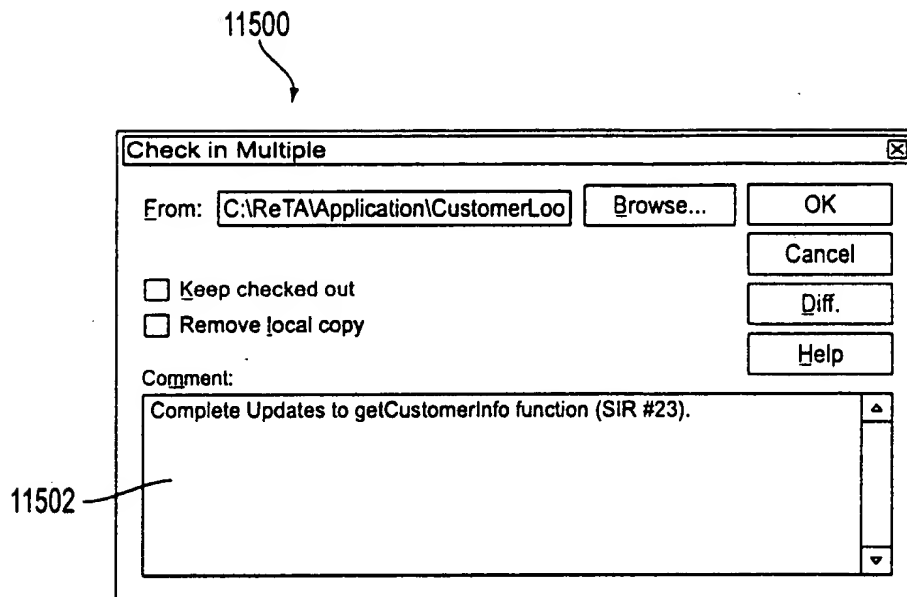 11500
Check in Multiple
From: C:\ReTA\Application\CustomerLoo Browse... OK
Cancel
Keep checked out
Diff.
Remove local copy
Help
Comment:
Complete Updates to getCustomerInfo function (SIR #23).
11502